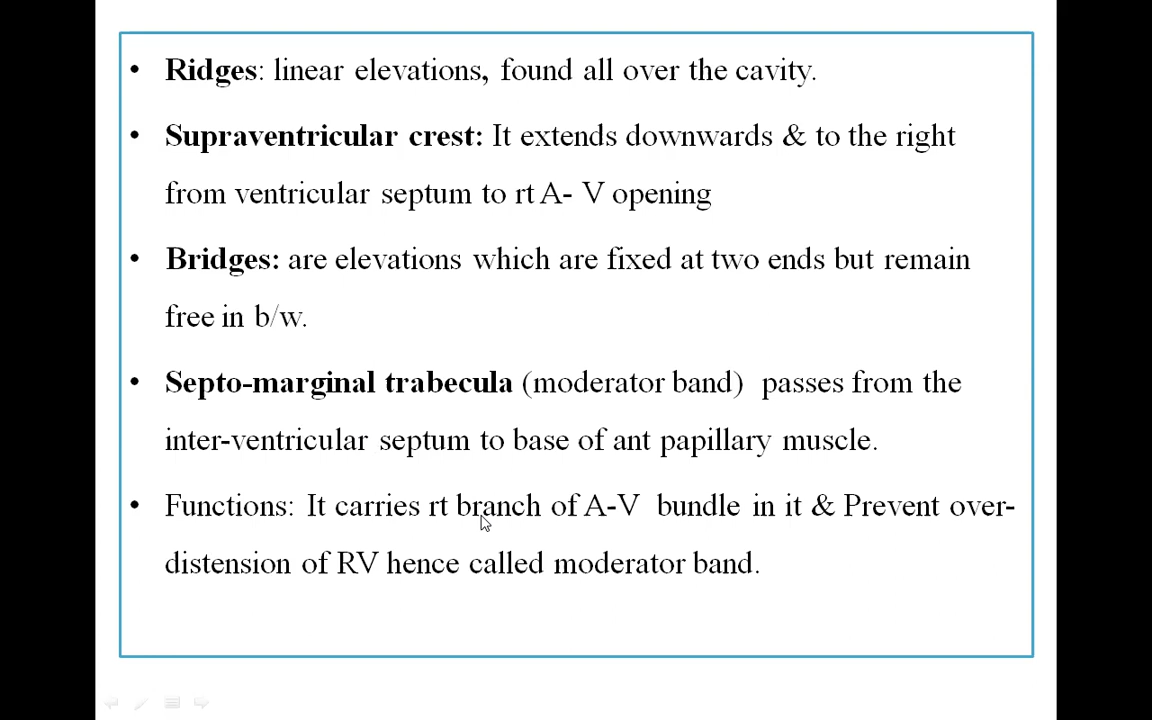 • Ridges: linear elevations, found all over the cavity.
• Supraventricular crest: It extends downwards & to the right
from ventricular septum to rt A- V opening
• Bridges: are elevations which are fixed at two ends but remain
free in b/w.
• Septo-marginal trabecula (moderator band) passes from the
inter-ventricular septum to base of ant papillary muscle.
• Functions: It carries rt branch of A-V bundle in it & Prevent over-
distension of RV hence called moderator band.